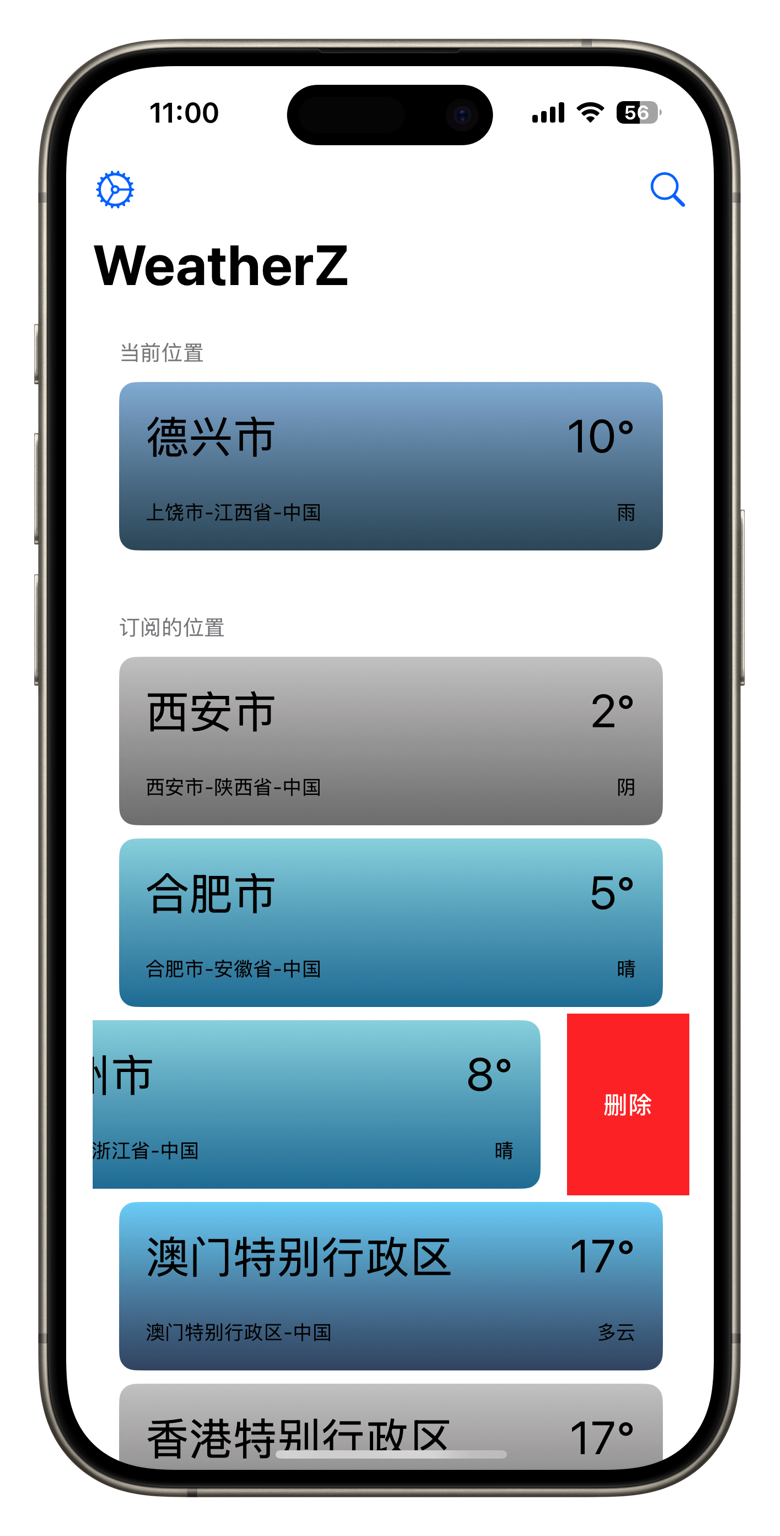 11:00
56
WeatherZ
当前位置
德兴市
10°
上饶市-江西省-中国
雨
订阅的位置
西安市
2°
西安市-陕西省-中国
阴
合肥市
5°
合肥市-安徽省-中国
晴
州市
8°
浙江省-中国
晴
删除
澳门特别行政区
17°
澳门特别行政区-中国
多云
香港特别行政区
17°